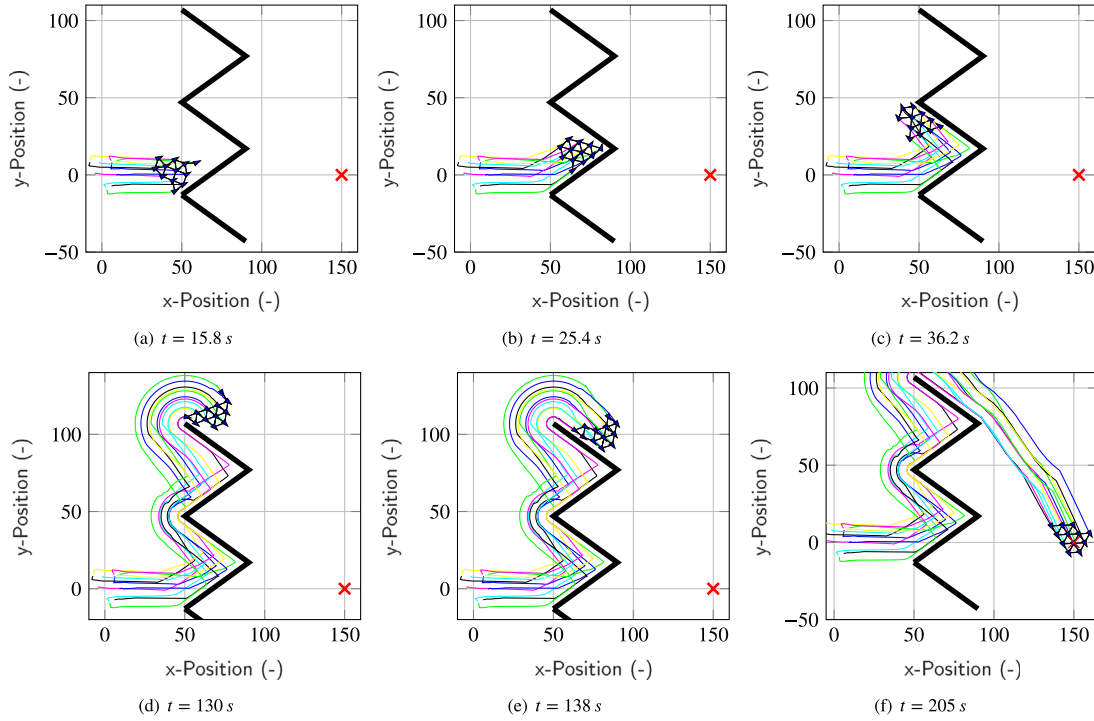 100
50
0
−50
y-Position (-)
0 50 100 150
x-Position (-)
(a) t = 15.8 s
100
50
0
−50
y-Position (-)
0 50 100 150
x-Position (-)
(b) t = 25.4 s
100
50
0
−50
y-Position (-)
0 50 100 150
x-Position (-)
(c) t = 36.2 s
100
50
0
y-Position (-)
0 50 100 150
x-Position (-)
(d) t = 130 s
100
50
0
y-Position (-)
0 50 100 150
x-Position (-)
(e) t = 138 s
100
50
0
−50
y-Position (-)
0 50 100 150
x-Position (-)
(f) t = 205 s